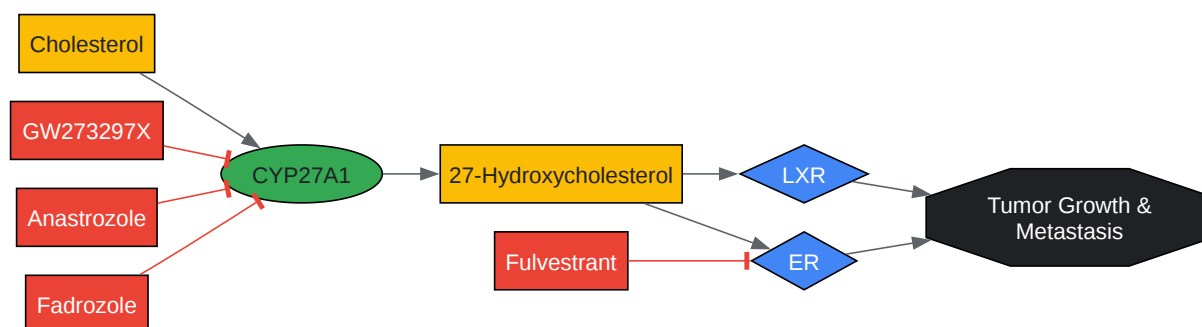 Cholesterol
GW273297X
Anastrozole
Fadrozole
CYP27A1
27-Hydroxycholesterol
Fulvestrant
LXR
ER
Tumor Growth &
Metastasis